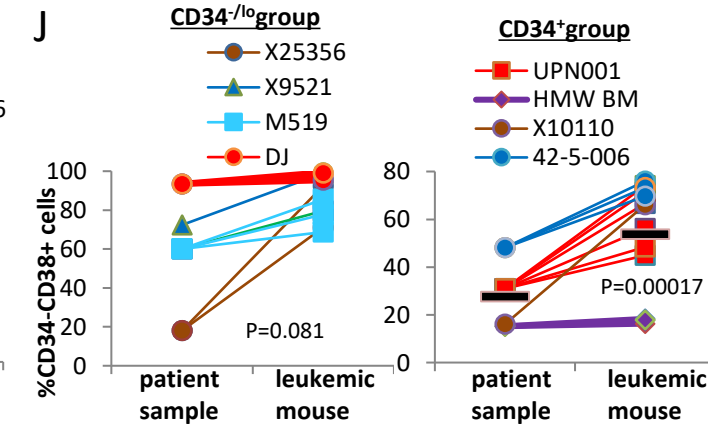 J
CD34-/logroup
X25356
X9521
M519
DJ
CD34+group
UPN001
HMW BM
X10110
42-5-006
6
%CD34-CD38+ cells
100
80
60
40
20
0
P=0.081
patient sample
leukemic mouse
80
60
40
20
0
P=0.00017
patient sample
leukemic mouse